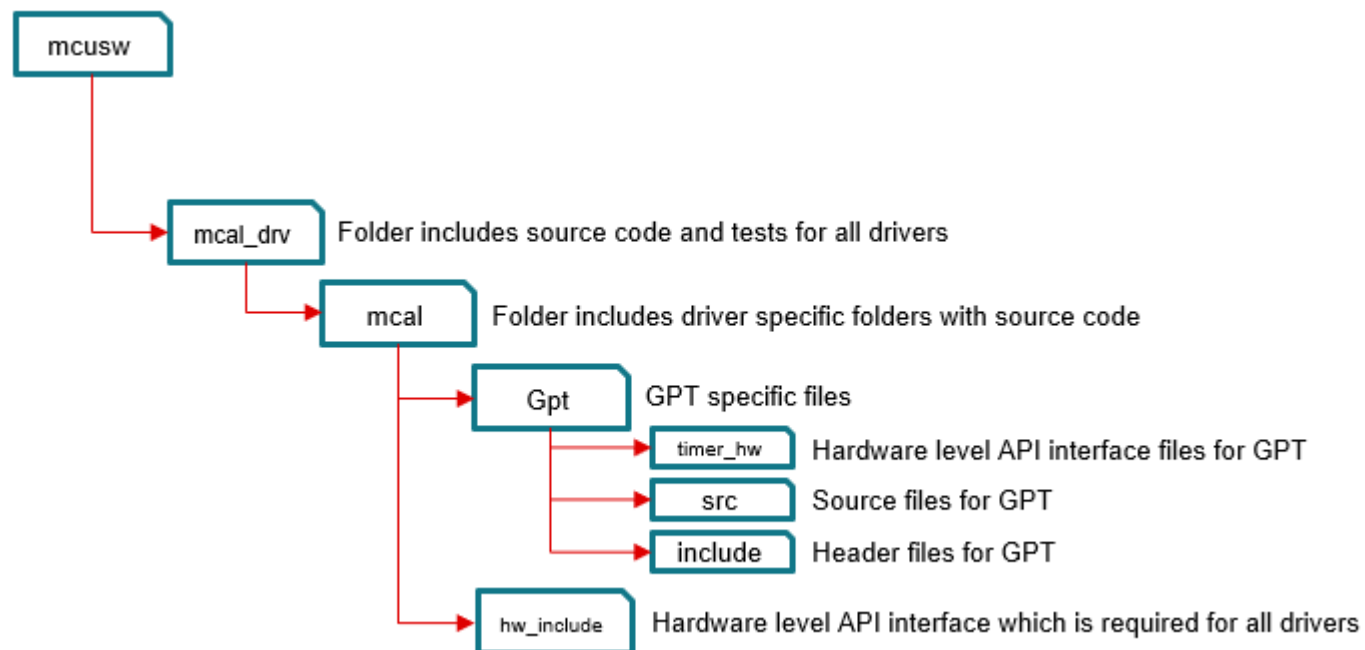 mcusw
mcal_drv Folder includes source code and tests for all drivers
mcal Folder includes driver specific folders with source code
Gpt GPT specific files
timer_hw Hardware level API interface files for GPT
src Source files for GPT
include Header files for GPT
hw_include Hardware level API interface which is required for all drivers